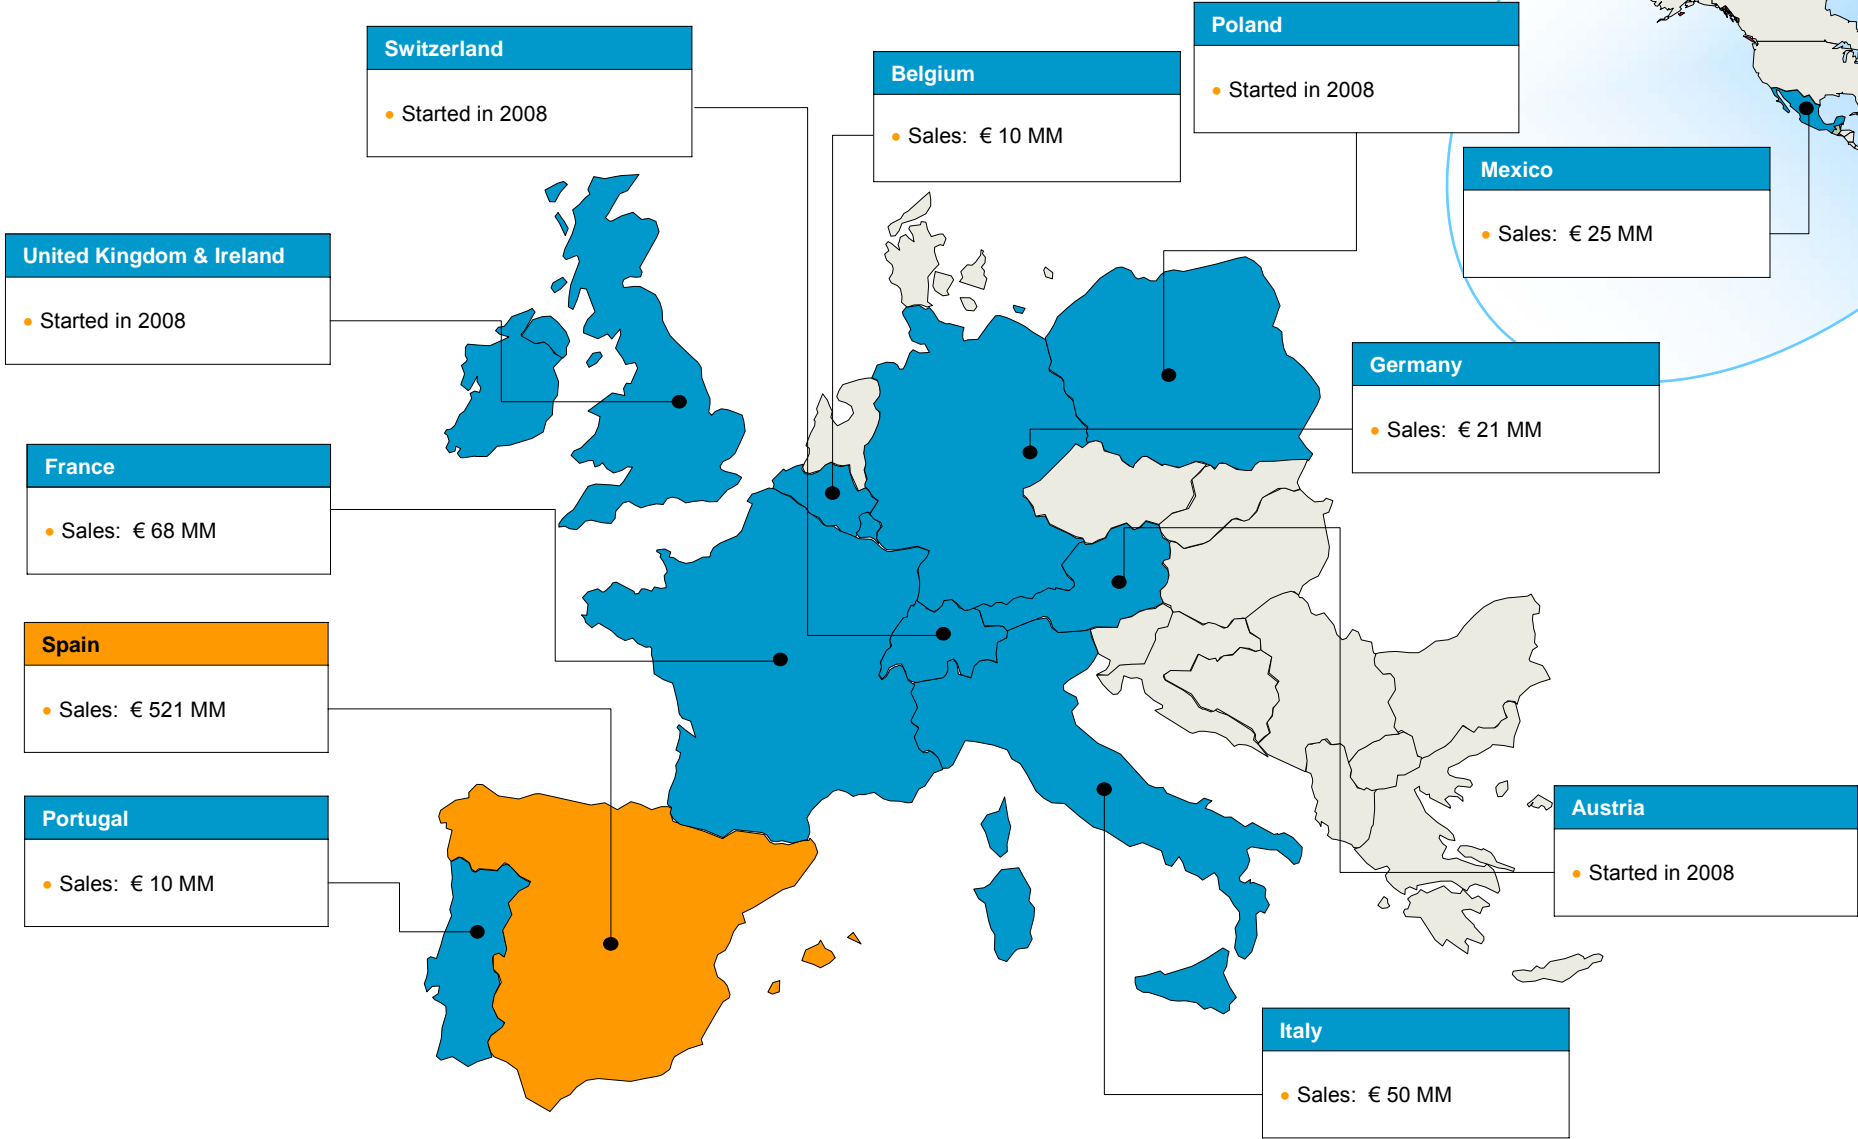 Switzerland
• Started in 2008
Belgium
• Sales: € 10 MM
Poland
• Started in 2008
Mexico
• Sales: € 25 MM
United Kingdom & Ireland
• Started in 2008
Germany
• Sales: € 21 MM
France
• Sales: € 68 MM
Spain
• Sales: € 521 MM
Portugal
• Sales: € 10 MM
Austria
• Started in 2008
Italy
• Sales: € 50 MM